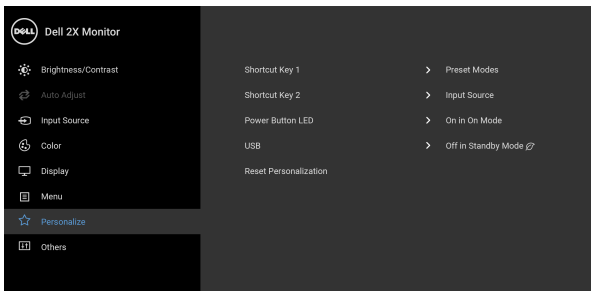 DELL Dell 2X Monitor
Brightness/Contrast Shortcut Key 1 Preset Modes
Auto Adjust Shortcut Key 2 Input Source
Input Source Power Button LED On in On Mode
Color USB Off in Standby Mode
Display Reset Personalization
Menu
Personalize
Others